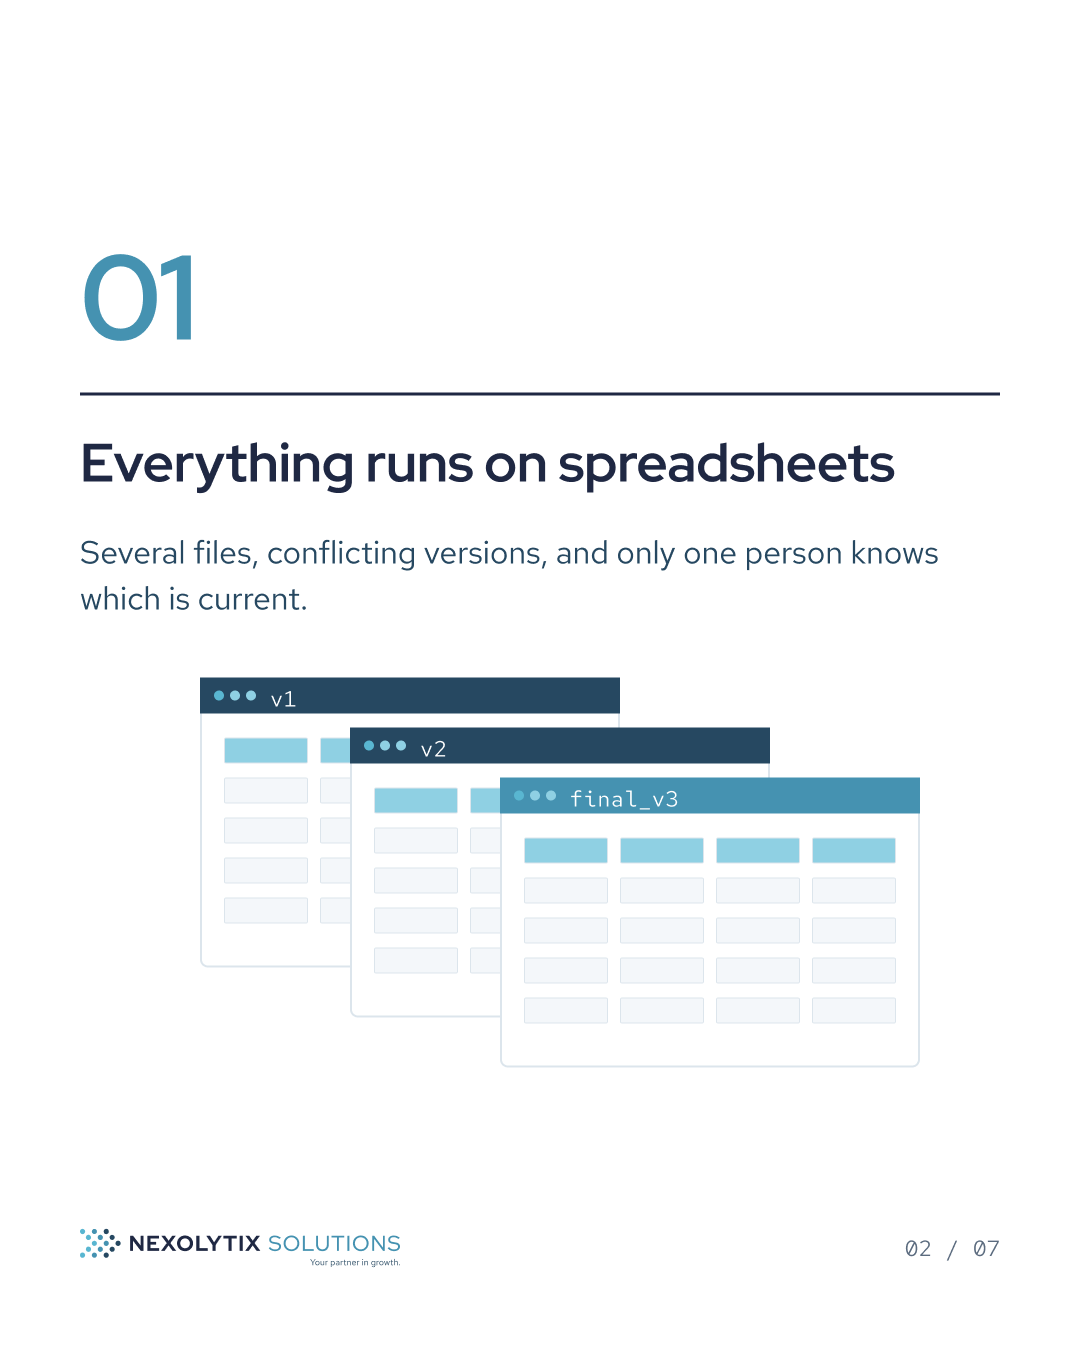 01
Everything runs on spreadsheets
Several files, conflicting versions, and only one person knows
which is current.
v1
v2
final_v3
NEXOLYTIX SOLUTIONS
Your partner in growth.
02 / 07